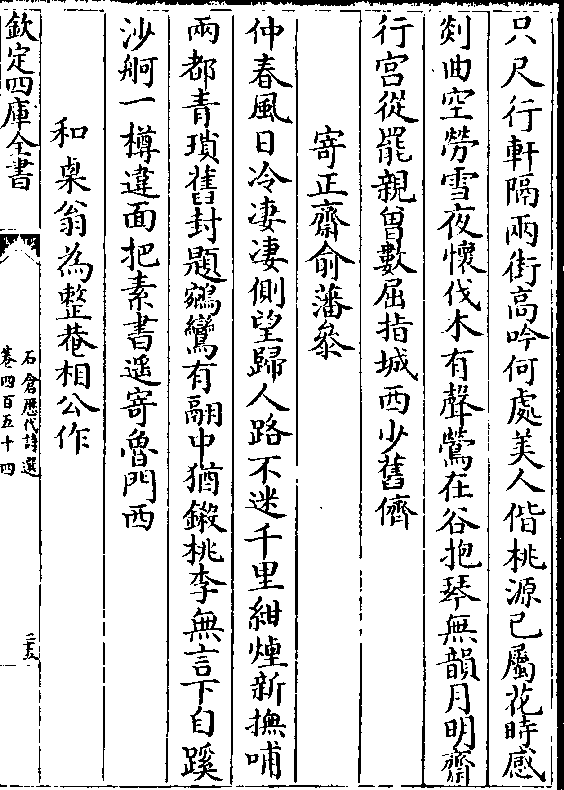 只尺行軒隔兩街高吟何處美人偕桃源已屬花時感
剡曲空勞雪夜懷伐木有聲鶯在谷抱琴無韻月明齋
行宮從罷親曾數屈指城西少舊儕
寄正齋俞藩叅
仲春風日冷凄凄側望歸人路不迷千里紺煙新撫哺
兩都青瑣舊封題鵷鸞有翮中猶鎩桃李無言下自蹊
沙舸一樽違面把素書遥寄魯門西
和臬翁為整菴相公作
欽定四庫全書
石倉歷代詩選
卷四百五十四
三五